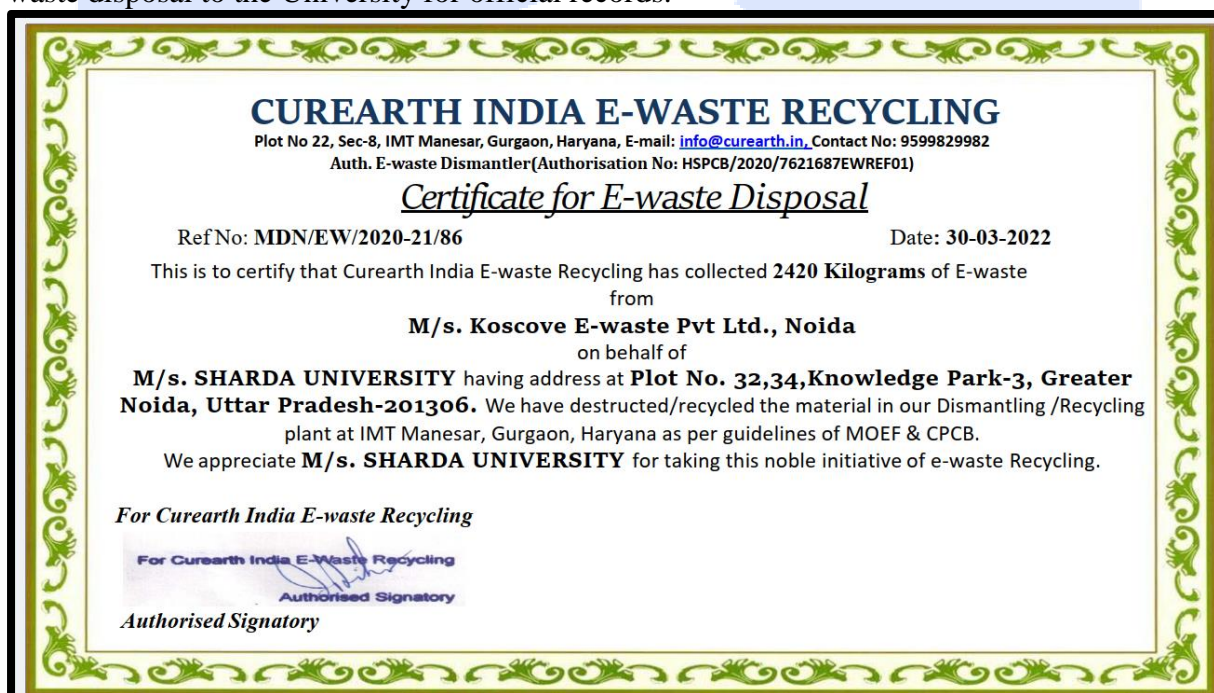 waste disposal to the University for official records.
CUREARTH INDIA E-WASTE RECYCLING
Plot No 22, Sec-8, IMT Manesar, Gurgaon, Haryana, E-mail: info@curearth.in, Contact No: 9599829982
Auth. E-waste Dismantler(Authorisation No: HSPCB/2020/7621687EWREF01)
Certificate for E-waste Disposal
Ref No: MDN/EW/2020-21/86 Date: 30-03-2022
This is to certify that Curearth India E-waste Recycling has collected 2420 Kilograms of E-waste
from
M/s. Koscove E-waste Pvt Ltd., Noida
on behalf of
M/s. SHARDA UNIVERSITY having address at Plot No. 32,34,Knowledge Park-3, Greater
Noida, Uttar Pradesh-201306. We have destructed/recycled the material in our Dismantling /Recycling
plant at IMT Manesar, Gurgaon, Haryana as per guidelines of MOEF & CPCB.
We appreciate M/s. SHARDA UNIVERSITY for taking this noble initiative of e-waste Recycling.
For Curearth India E-waste Recycling
For Curearth India E-Waste Recycling
Authorised Signatory
Authorised Signatory